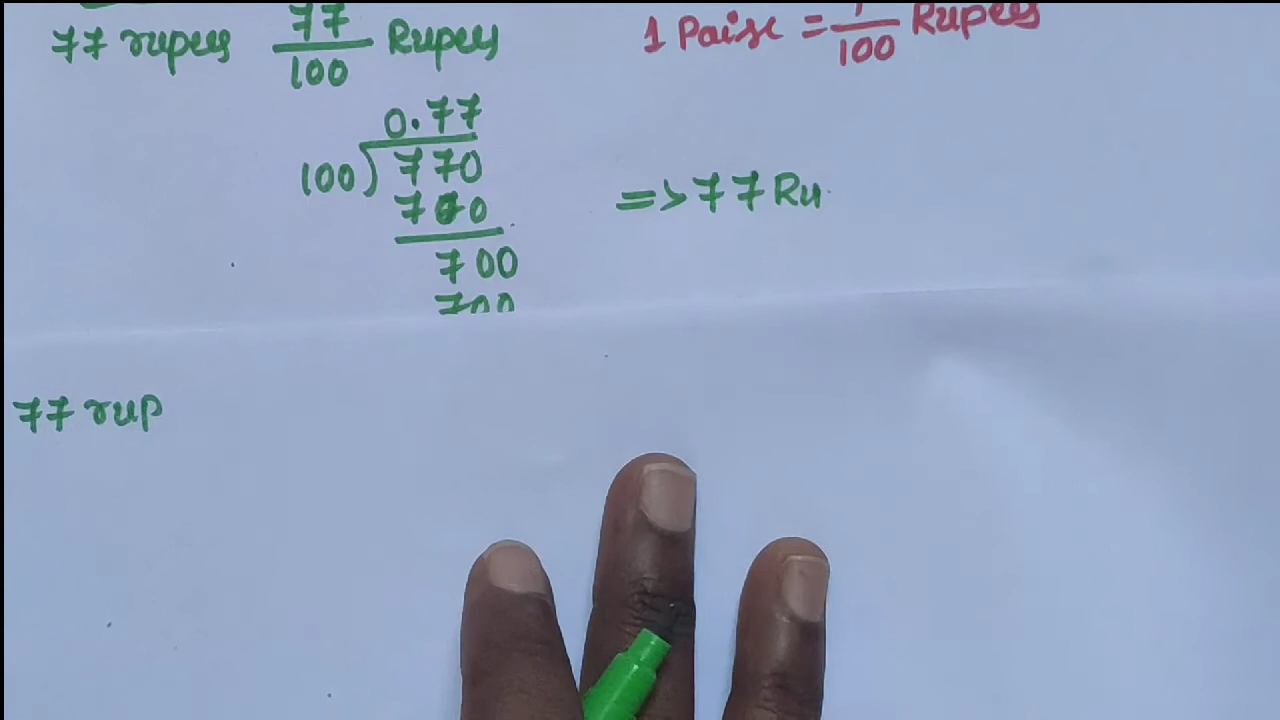 77 rupees 77/100 Rupees
1 Paise = 1/100 Rupees
0.77
100)770
700
700
700
=> 77 Ru
77 rup